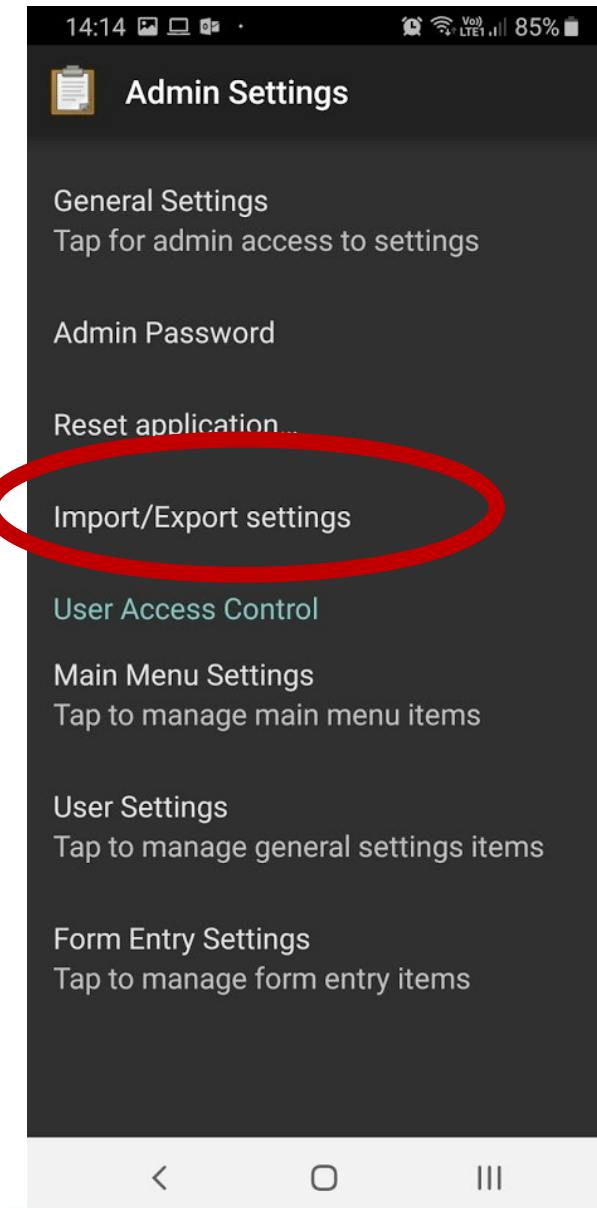 14:14 Vo)) LTE1 85%
Admin Settings
General Settings
Tap for admin access to settings
Admin Password
Reset application...
Import/Export settings
User Access Control
Main Menu Settings
Tap to manage main menu items
User Settings
Tap to manage general settings items
Form Entry Settings
Tap to manage form entry items